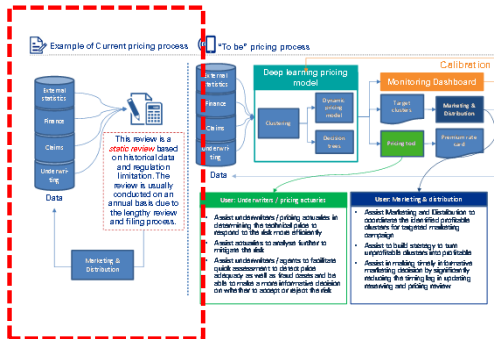 Example of Current pricing process
"To be" pricing process
Calibration
External
statistics
Finance
Claims
Underwri-
ting
Data
This review is a
static review based
on historical data
and regulation
limitation. The
review is usually
conducted on an
annual basis due to
the lengthy review
and filing process.
Marketing &
Distribution
External
statistics
Finance
Claims
Underwri-
ting
Data
Deep learning pricing
model
Clustering
Dynamic
pricing
model
Decision
trees
Monitoring Dashboard
Target
clusters
Marketing &
Distribution
Pricing tool
Premium rate
card
User: Underwriters / pricing actuaries
• Assist underwriters / pricing actuaries in
determining the technical price to
respond to the risk more efficiently
• Assist actuaries to analyse further to
mitigate the risk
• Assist underwriters / agents to facilitate
quick assessment to detect price
adequacy as well as fraud cases and be
able to make a more informative decision
on whether to accept or reject the risk
User: Marketing & distribution
• Assist Marketing and Distribution to
coordinate the identified profitable
clusters for targeted marketing
campaign
• Assist to build strategy to turn
unprofitable clusters into profitable
• Assist in making timely informative
marketing decision by significantly
reducing the timing lag in updating
reserving and pricing review